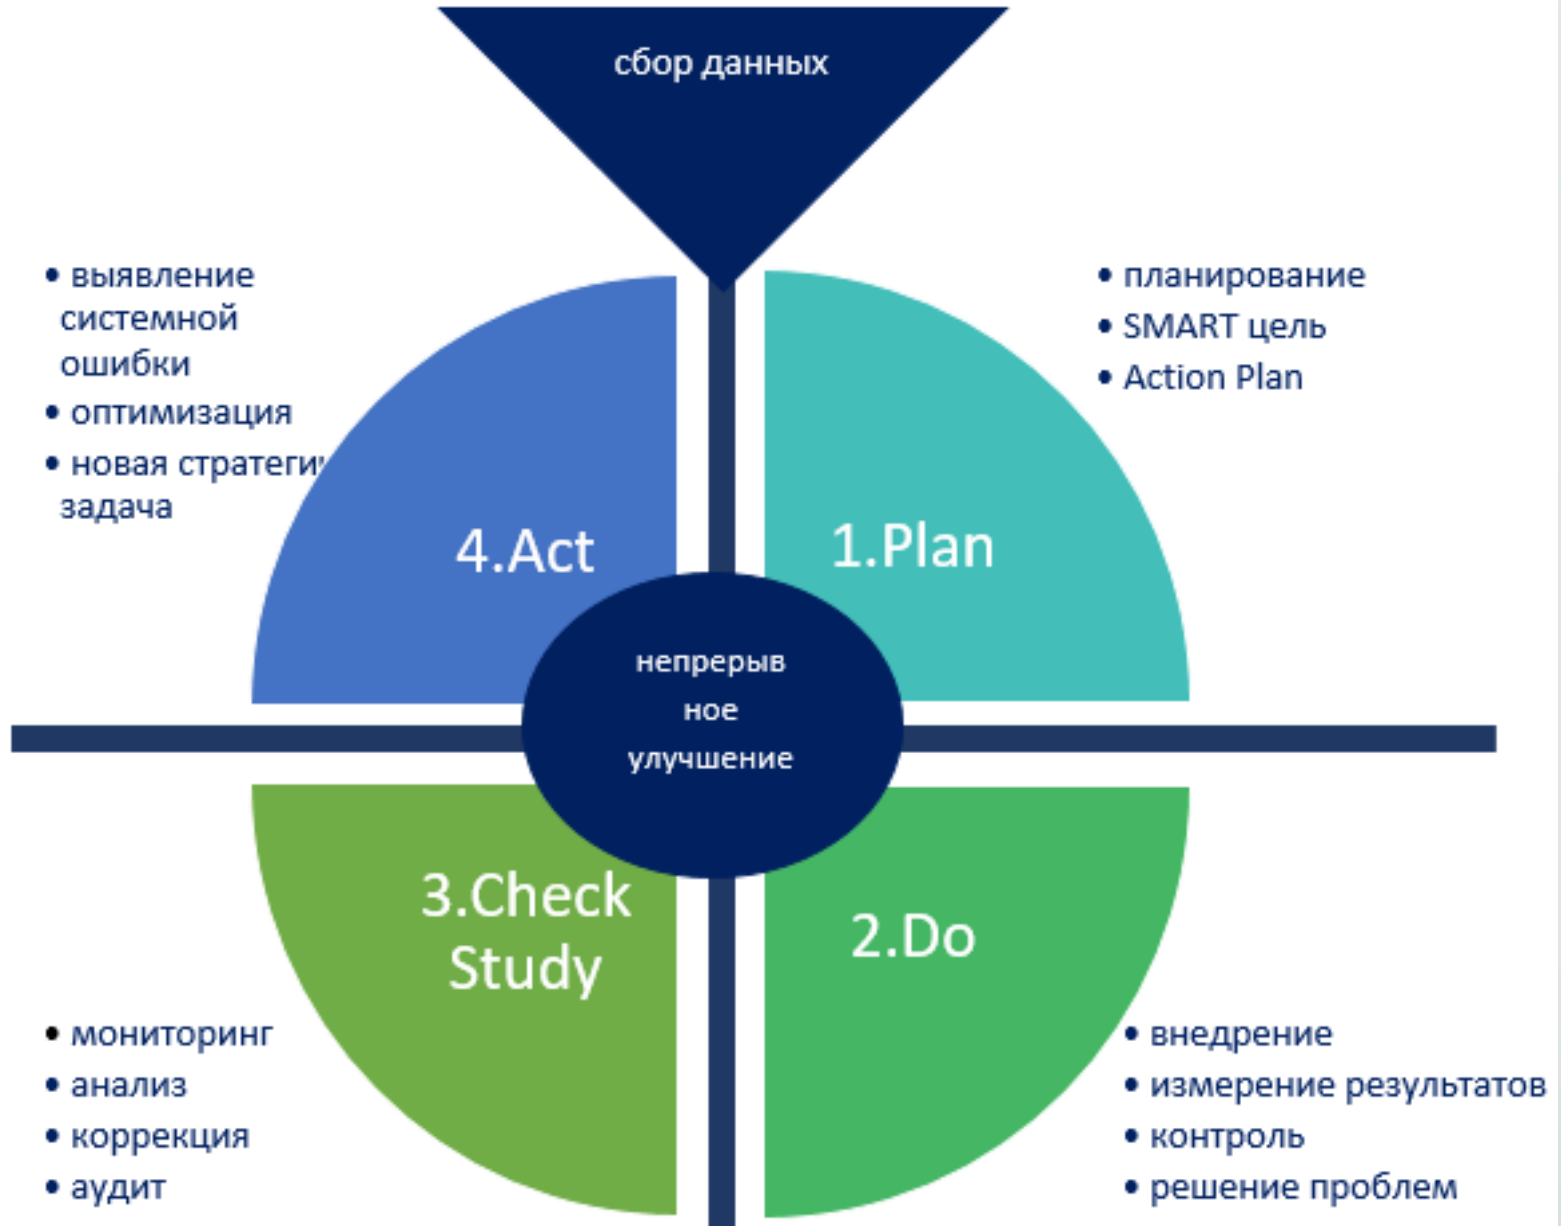 сбор данных
• выявление
системной
ошибки
• оптимизация
• новая
задача
• планирование
• SMART цель
• Action Plan
4.Act
1.Plan
непрерыв
ное
улучшение
3.Check
Study
2.Do
• мониторинг
• анализ
• коррекция
• аудит
• внедрение
• измерение результатов
• контроль
• решение проблем